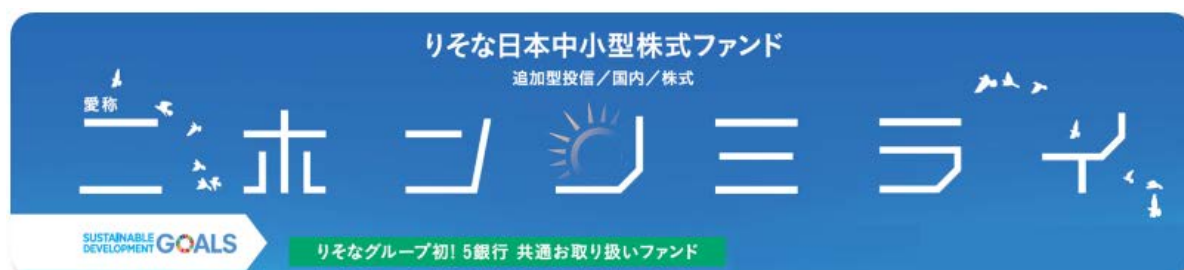 りそな日本中小型株式ファンド
追加型投信／国内／株式
愛称
ニホンノミライ
SUSTAINABLE
DEVELOPMENT GOALS
りそなグループ初! 5銀行 共通お取り扱いファンド